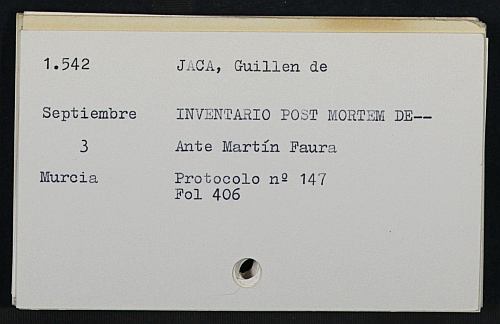 1.542 JACA, Guillen de
Septiembre INVENTARIO POST MORTEM DE--
3 Ante Martín Faura
Murcia Protocolo nº 147
Fol 406